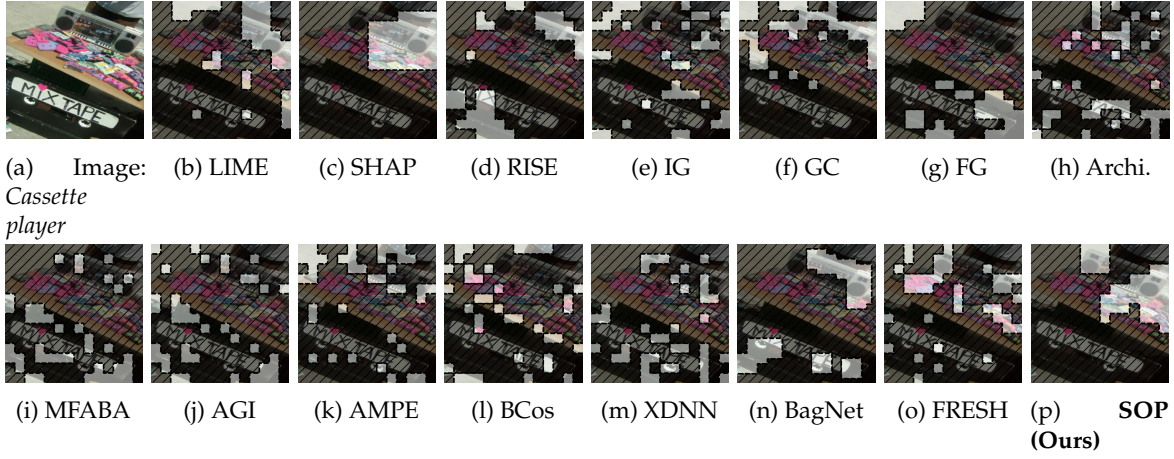 MIX TAPE
(a) Image: Cassette player
(b) LIME
(c) SHAP
(d) RISE
(e) IG
(f) GC
(g) FG
(h) Archi.
(i) MFABA
(j) AGI
(k) AMPE
(l) BCos
(m) XDNN
(n) BagNet
(o) FRESH
(p) SOP (Ours)